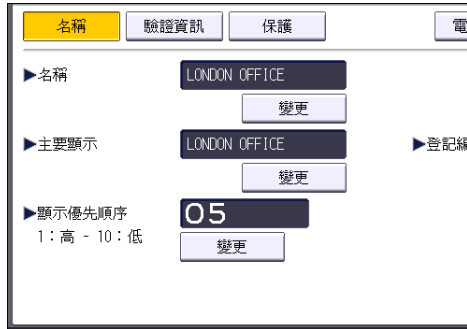 名稱 驗證資訊 保護 電
▶名稱 LONDON OFFICE
變更
▶主要顯示 LONDON OFFICE ▶登記編
變更
▶顯示優先順序 05
1：高 - 10：低 變更